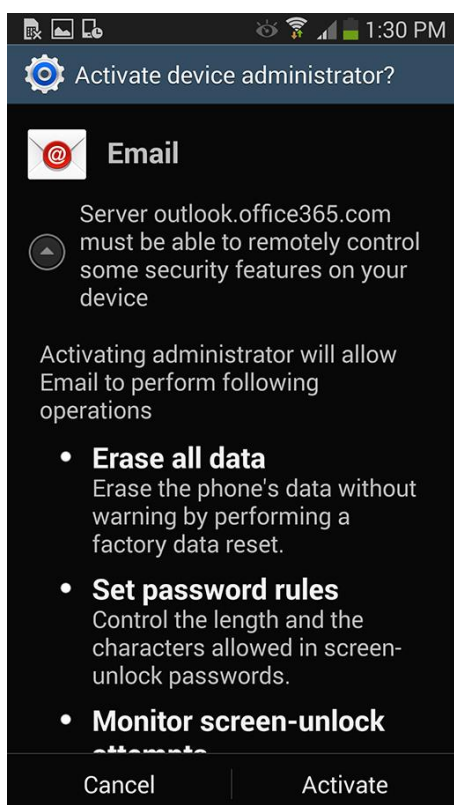 1:30 PM
Activate device administrator?
@
Email
Server outlook.office365.com
must be able to remotely control
some security features on your
device
Activating administrator will allow
Email to perform following
operations
• Erase all data
Erase the phone's data without
warning by performing a
factory data reset.
• Set password rules
Control the length and the
characters allowed in screen-
unlock passwords.
• Monitor screen-unlock
attempts
Cancel
Activate